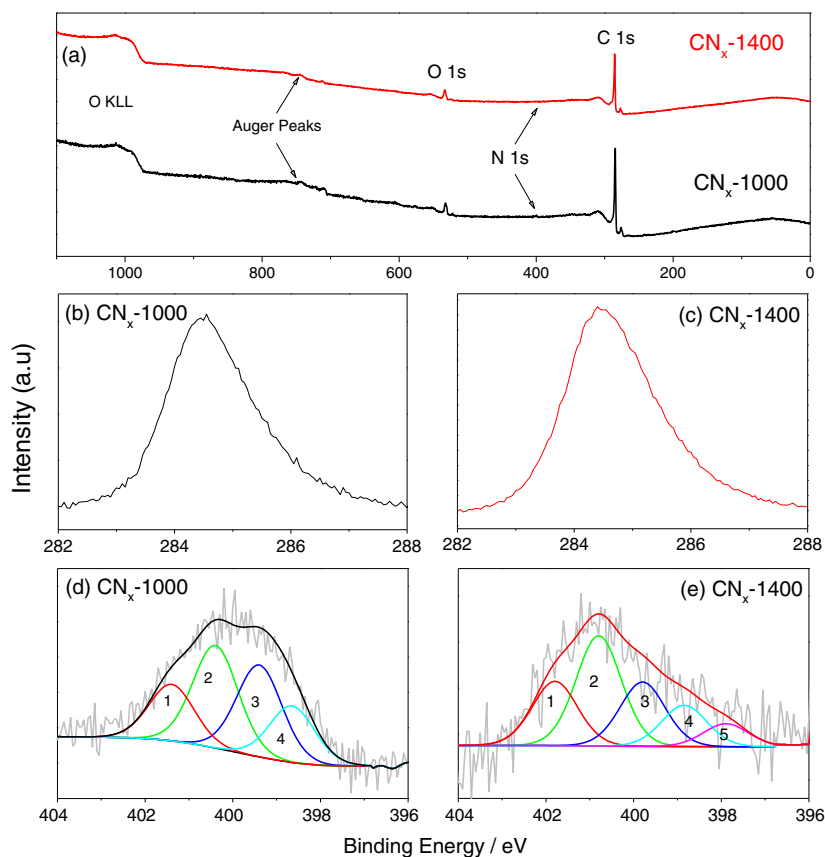 (a)
CNx-1400
C 1s
O 1s
O KLL
Auger Peaks
N 1s
CNx-1000
1000 800 600 400 200 0
Intensity (a.u)
(b) CNx-1000
282 284 286 288
(c) CNx-1400
282 284 286 288
(d) CNx-1000
1 2 3 4
404 402 400 398 396
(e) CNx-1400
1 2 3 4 5
404 402 400 398 396
Binding Energy / eV